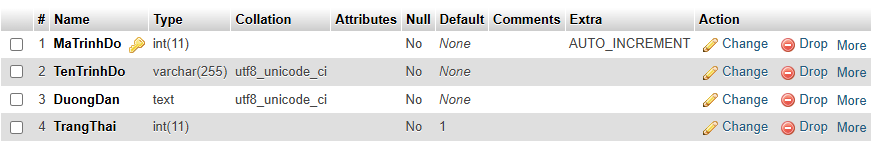 # Name Type Collation Attributes Null Default Comments Extra Action
1 MaTrinhDo int(11) No None AUTO_INCREMENT Change Drop More
2 TenTrinhDo varchar(255) utf8_unicode_ci No None Change Drop More
3 DuongDan text utf8_unicode_ci No None Change Drop More
4 TrangThai int(11) No 1 Change Drop More